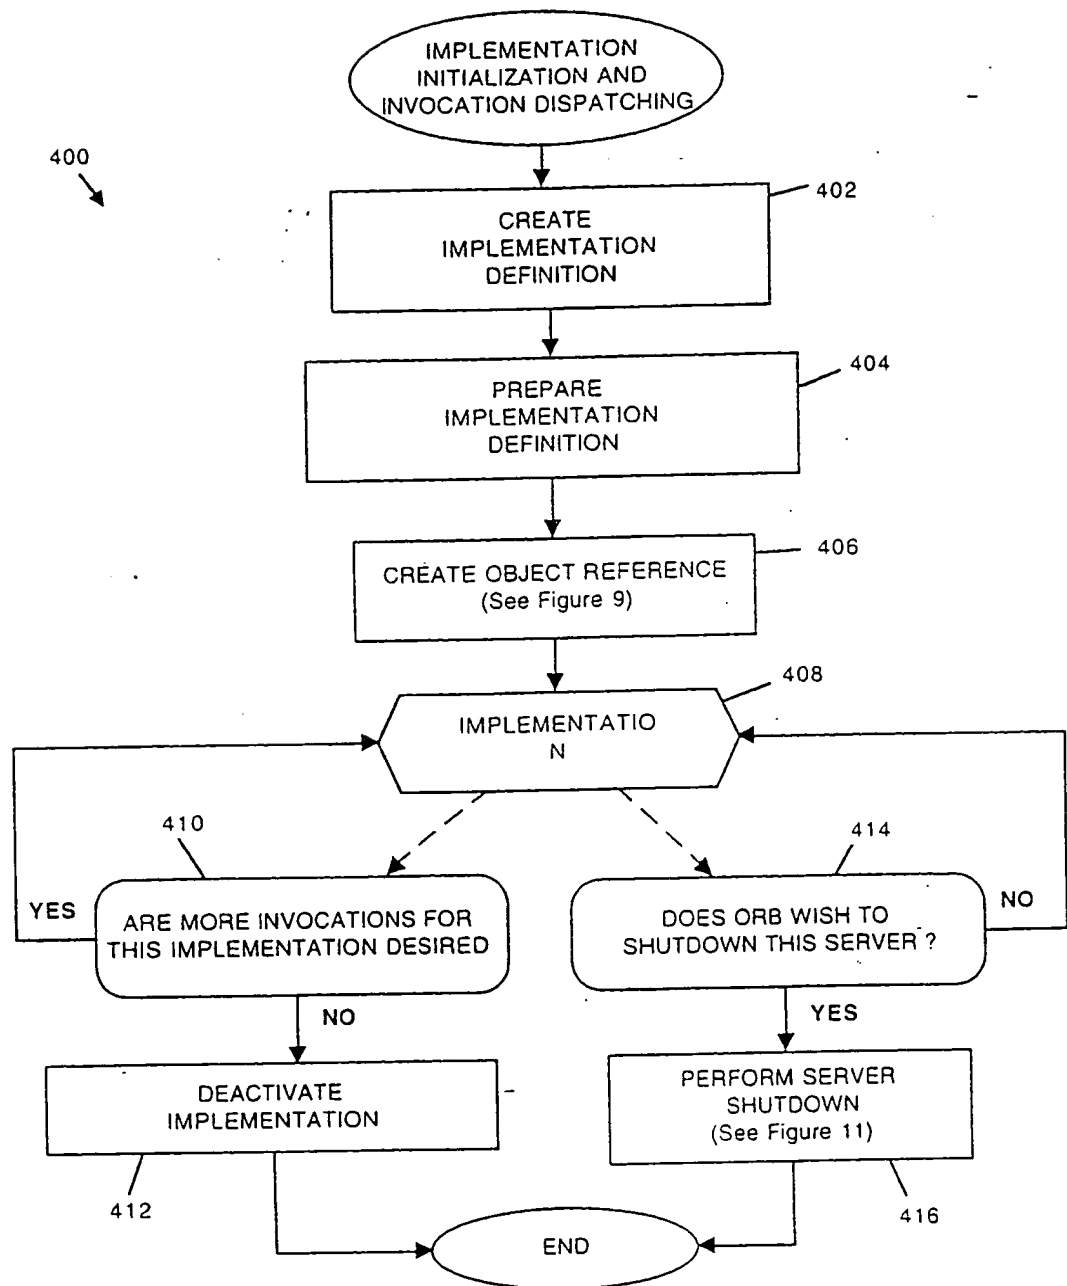 IMPLEMENTATION
INITIALIZATION AND
INVOCATION DISPATCHING
400
402
CREATE
IMPLEMENTATION
DEFINITION
404
PREPARE
IMPLEMENTATION
DEFINITION
406
CREATE OBJECT REFERENCE
(See Figure 9)
408
IMPLEMENTATIO
N
410
414
YES
ARE MORE INVOCATIONS FOR
THIS IMPLEMENTATION DESIRED
DOES ORB WISH TO
SHUTDOWN THIS SERVER ?
NO
NO
YES
DEACTIVATE
IMPLEMENTATION
PERFORM SERVER
SHUTDOWN
(See Figure 11)
412
416
END